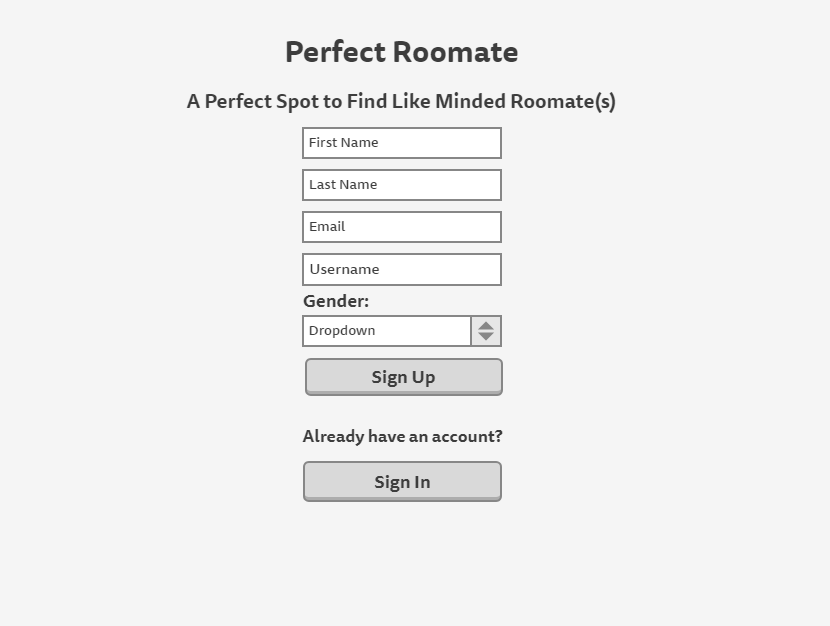 Perfect Roomate
A Perfect Spot to Find Like Minded Roomate(s)
First Name
Last Name
Email
Username
Gender:
Dropdown
Sign Up
Already have an account?
Sign In